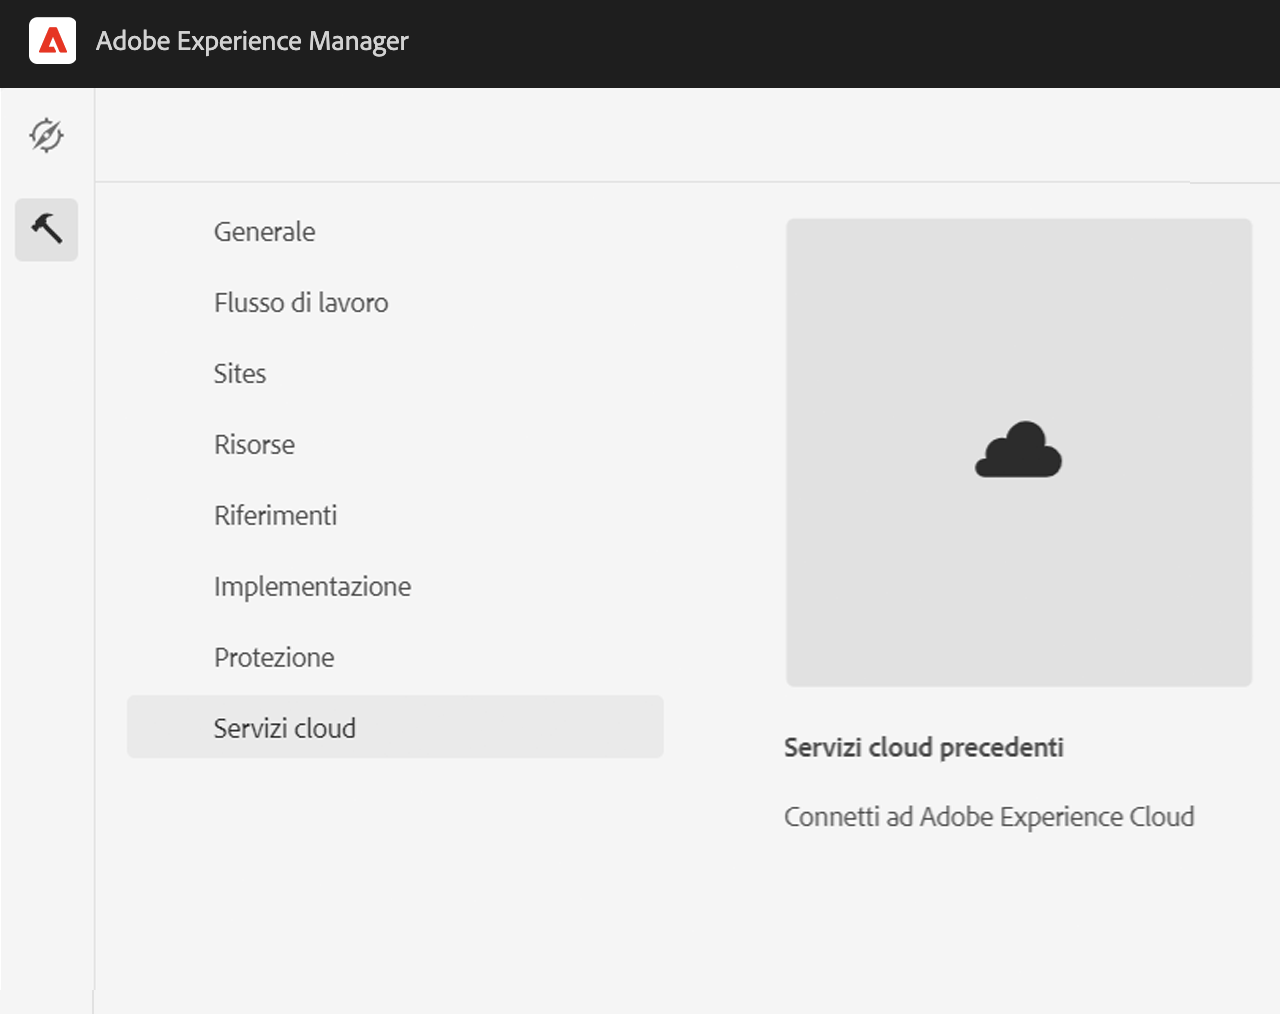 Adobe Experience Manager
Generale
Flusso di lavoro
Sites
Risorse
Riferimenti
Implementazione
Protezione
Servizi cloud
Servizi cloud precedenti
Connetti ad Adobe Experience Cloud